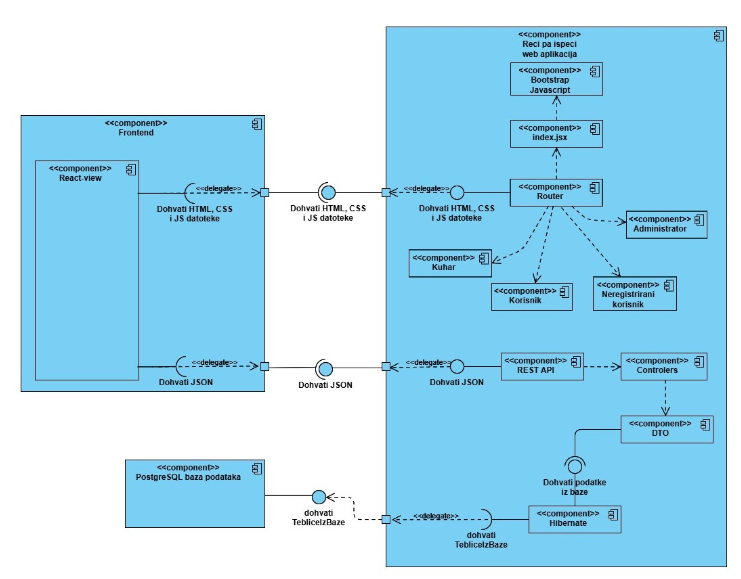 <<component>>
Reci pa ispeci
web aplikacija
<<component>>
Bootstrap
Javascript
<<component>>
index.jsx
<<component>>
Frontend
<<component>>
React-view
<<delegate>>
Dohvati HTML, CSS
i JS datoteke
Dohvati HTML, CSS
i JS datoteke
<<delegate>>
Dohvati HTML, CSS
i JS datoteke
<<component>>
Router
<<component>>
Administrator
<<component>>
Kuhar
<<component>>
Korisnik
<<component>>
Neregistrirani
korisnik
<<delegate>>
Dohvati JSON
Dohvati JSON
<<delegate>>
Dohvati JSON
<<component>>
REST API
<<component>>
Controlers
<<component>>
DTO
Dohvati podatke
iz baze
<<component>>
PostgreSQL baza podataka
dohvati
TebliceIzBaze
<<delegate>>
dohvati
TebliceIzBaze
<<component>>
Hibernate